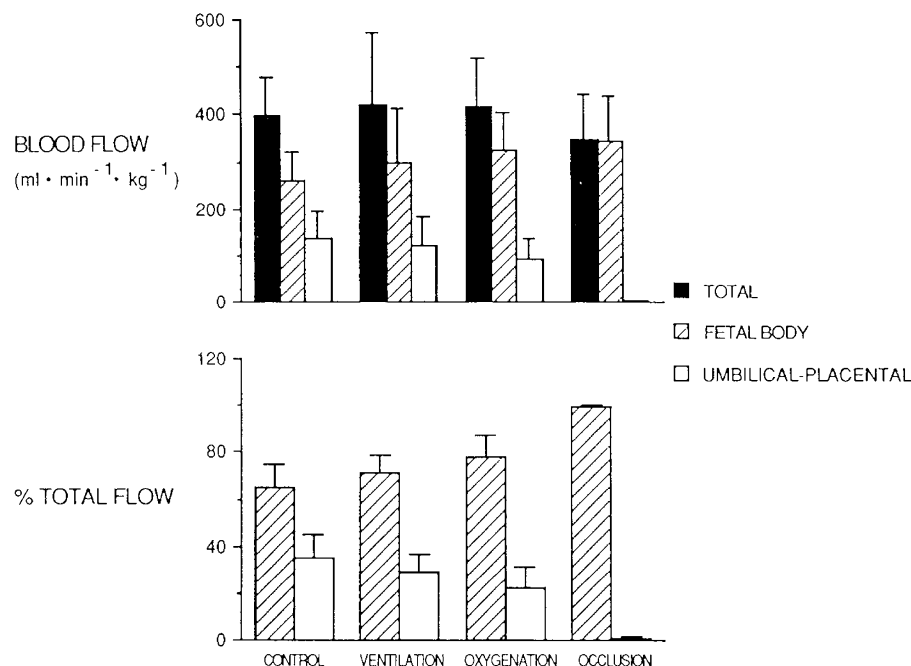 600
400
200
0
BLOOD FLOW
(ml · min⁻¹ · kg⁻¹)
TOTAL
FETAL BODY
UMBILICAL-PLACENTAL
120
80
40
0
% TOTAL FLOW
CONTROL VENTILATION OXYGENATION OCCLUSION